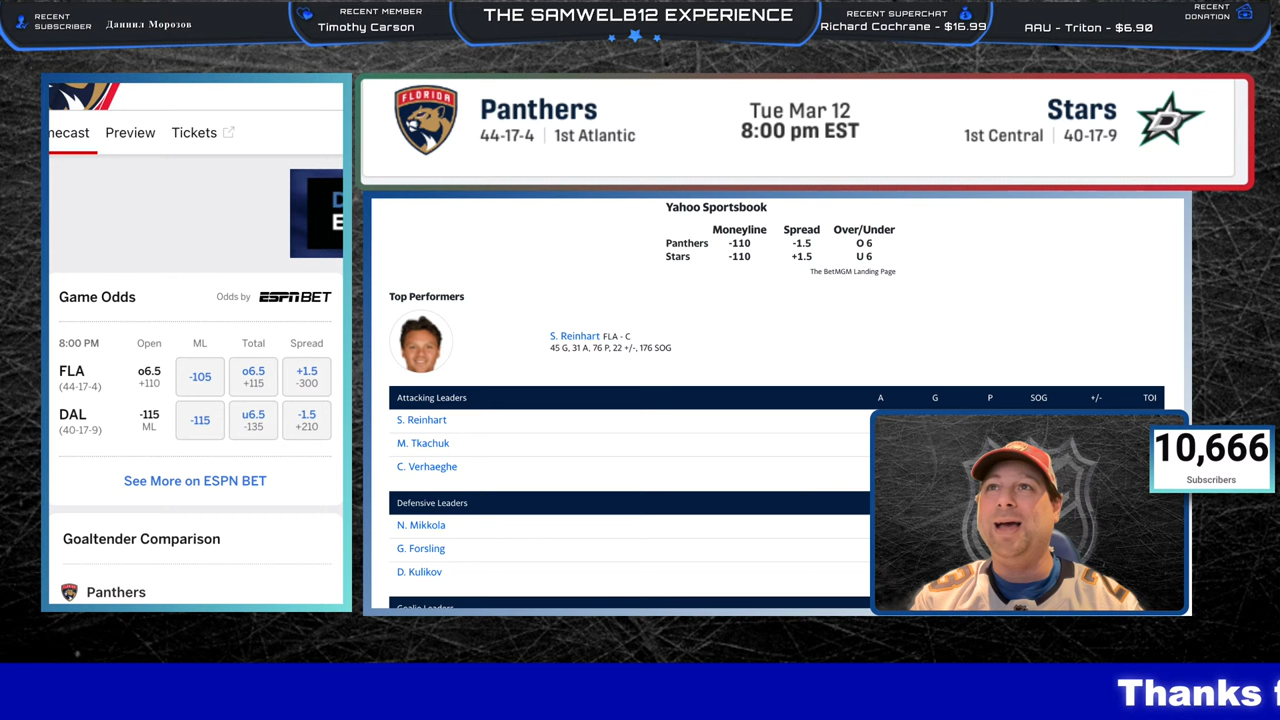 RECENT
SUBSCRIBER
Даниил Морозов
RECENT MEMBER
Timothy Carson
THE SAMWELB12 EXPERIENCE
RECENT SUPERCHAT
Richard Cochrane - $16.99
RECENT
DONATION
AAU - Triton - $6.90
FLORIDA
Panthers
44-17-4 | 1st Atlantic
Tue Mar 12
8:00 pm EST
Stars
1st Central | 40-17-9
D
mecast Preview Tickets
D
E
Game Odds
Odds by ESPN BET
8:00 PM Open ML Total Spread
FLA o6.5 -105 o6.5 +1.5
(44-17-4) +110 +115 -300
DAL -115 -115 u6.5 -1.5
(40-17-9) ML -135 +210
See More on ESPN BET
Goaltender Comparison
Panthers
Yahoo Sportsbook
Moneyline Spread Over/Under
Panthers -110 -1.5 O 6
Stars -110 +1.5 U 6
The BetMGM Landing Page
Top Performers
S. Reinhart FLA - C
45 G, 31 A, 76 P, 22 +/-, 176 SOG
Attacking Leaders A G P SOG +/- TOI
S. Reinhart
M. Tkachuk
C. Verhaeghe
Defensive Leaders
N. Mikkola
G. Forsling
D. Kulikov
Goalie Leaders
10,666
Subscribers
Thanks f